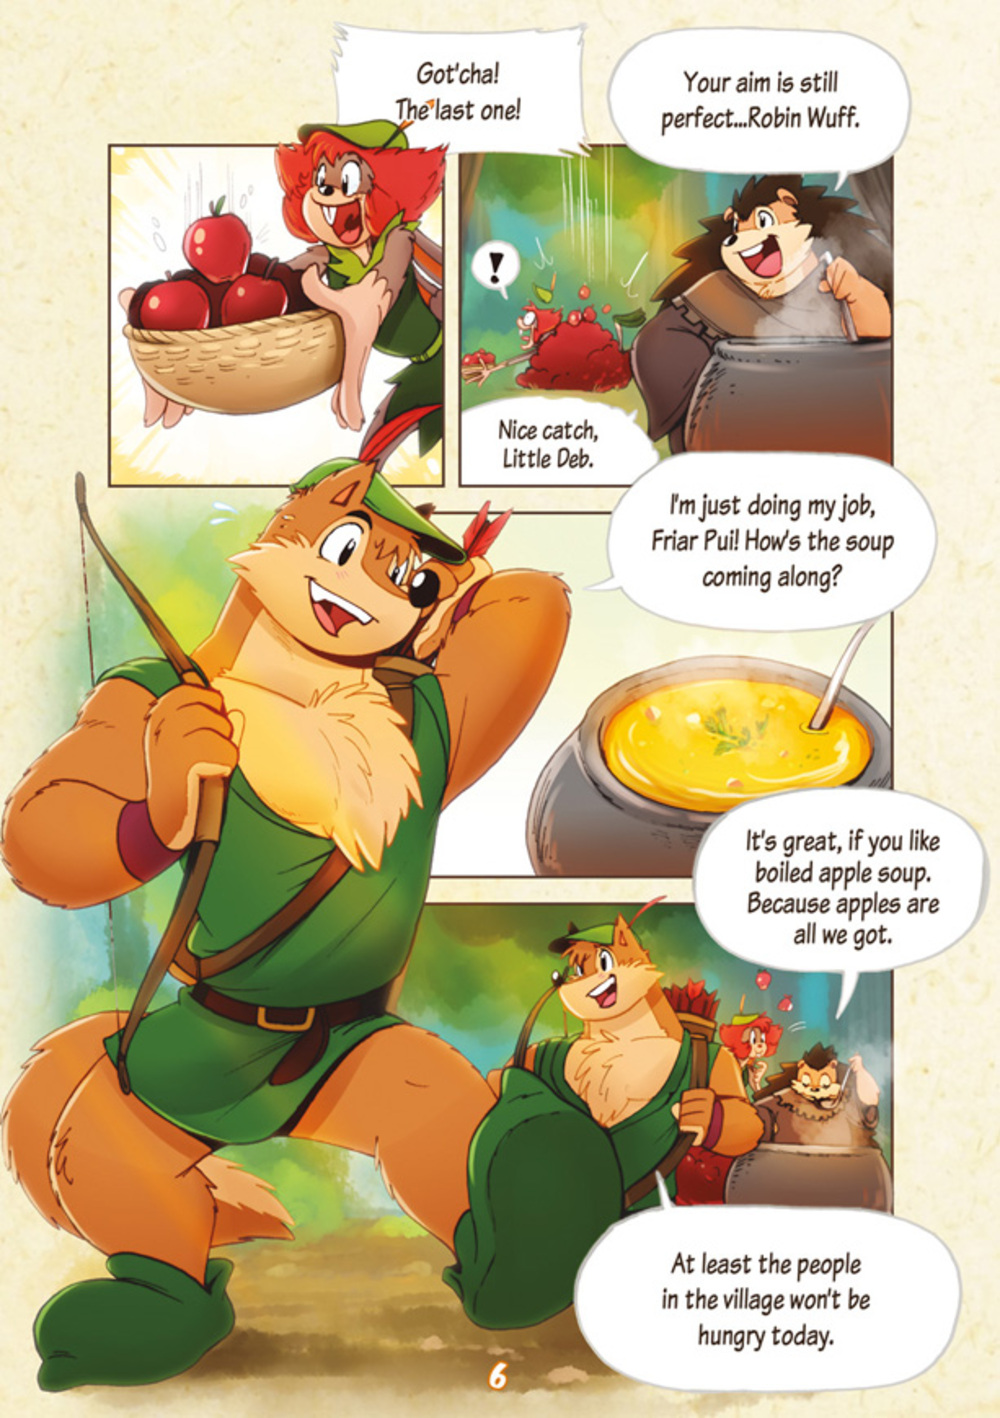 Got'cha!
The last one!
Your aim is still
perfect...Robin Wuff.
!
Nice catch,
Little Deb.
I'm just doing my job,
Friar Pui! How's the soup
coming along?
It's great, if you like
boiled apple soup.
Because apples are
all we got.
At least the people
in the village won't be
hungry today.
6